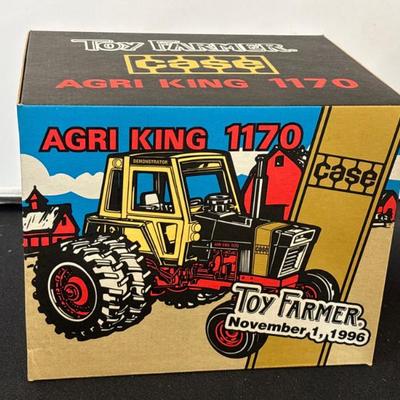 TOY FARMER.
CASE
AGRI KING 1170
AGRI KING 1170
case
DEMONSTRATOR
TOY FARMER.
November 1, 1996